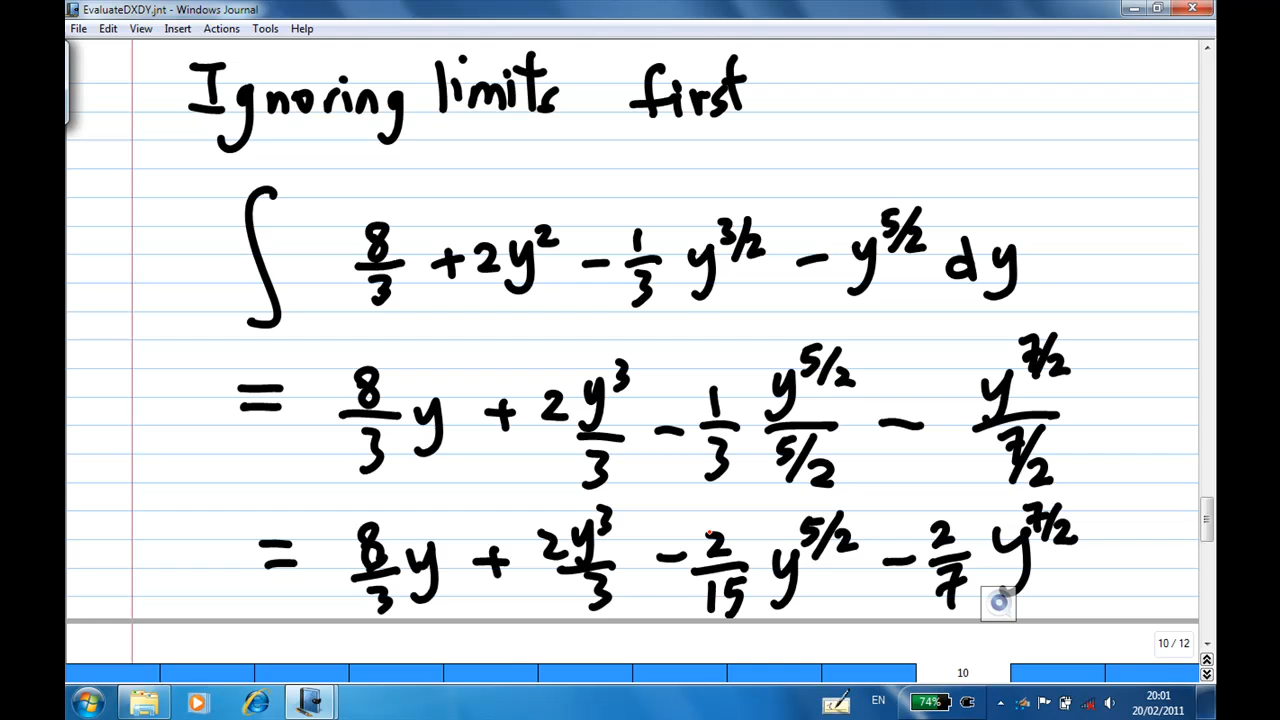 EvaluateDXDY.jnt - Windows Journal
File Edit View Insert Actions Tools Help
Ignoring limits first
∫ 8/3 + 2y² - 1/3 y^3/2 - y^5/2 dy
= 8/3 y + 2 y³/3 - 1/3 y^5/2/5/2 - y^7/2/7/2
= 8/3 y + 2y³/3 - 2/15 y^5/2 - 2/7 y^7/2
10 / 12
10
EN 74% 20:01
20/02/2011